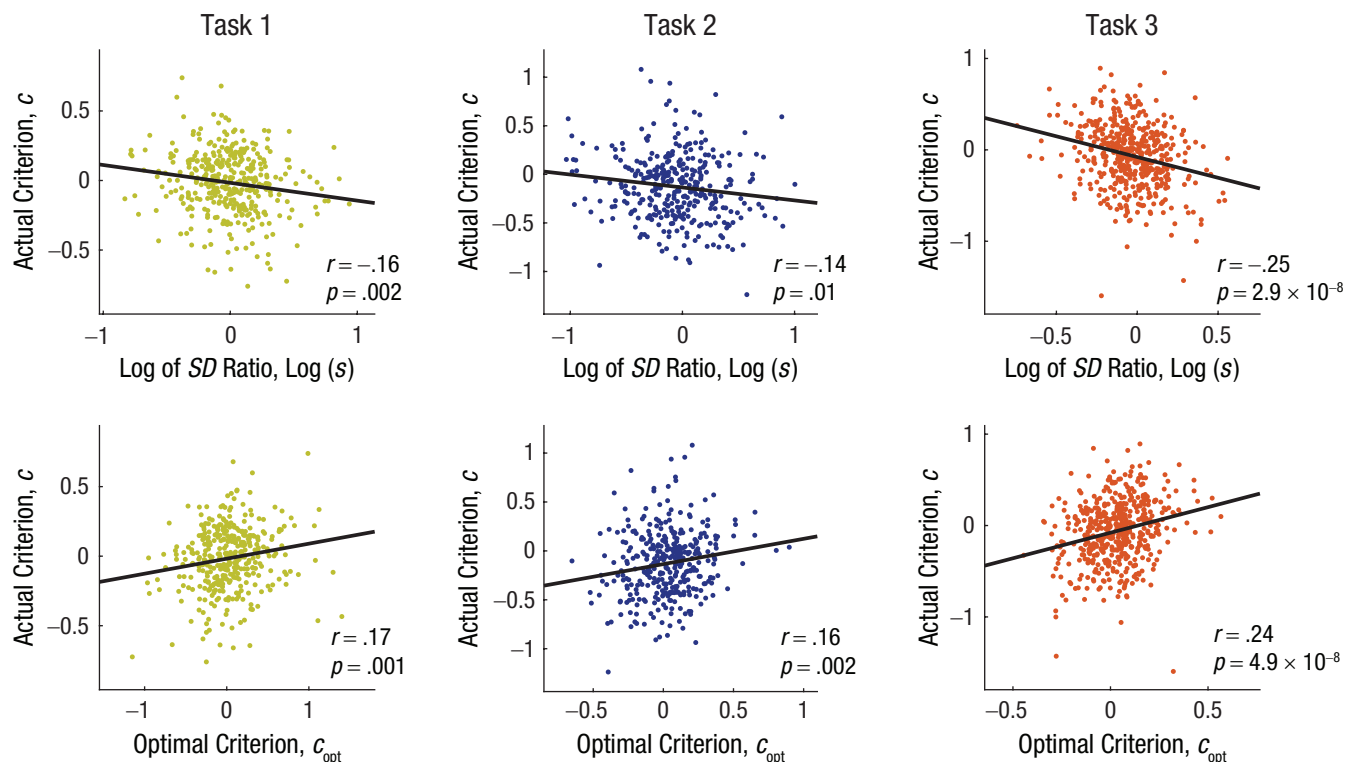 Task 1
Task 2
Task 3
Actual Criterion, c
0.5
0
−0.5
−1
0
1
r = −.16
p = .002
Log of SD Ratio, Log (s)
Actual Criterion, c
1
0.5
0
−0.5
−1
−1
0
1
r = −.14
p = .01
Log of SD Ratio, Log (s)
Actual Criterion, c
1
0
−1
−0.5
0
0.5
r = −.25
p = 2.9 × 10⁻⁸
Log of SD Ratio, Log (s)
Actual Criterion, c
0.5
0
−0.5
−1
0
1
r = .17
p = .001
Optimal Criterion, c_opt
Actual Criterion, c
1
0.5
0
−0.5
−1
−0.5
0
0.5
1
r = .16
p = .002
Optimal Criterion, c_opt
Actual Criterion, c
1
0
−1
−0.5
0
0.5
r = .24
p = 4.9 × 10⁻⁸
Optimal Criterion, c_opt